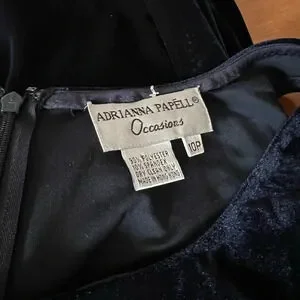 ADRIANNA PAPELL®
Occasions
10P
90% POLYESTER
10% SPANDEX
DRY CLEAN ONLY
MADE IN HONG KONG